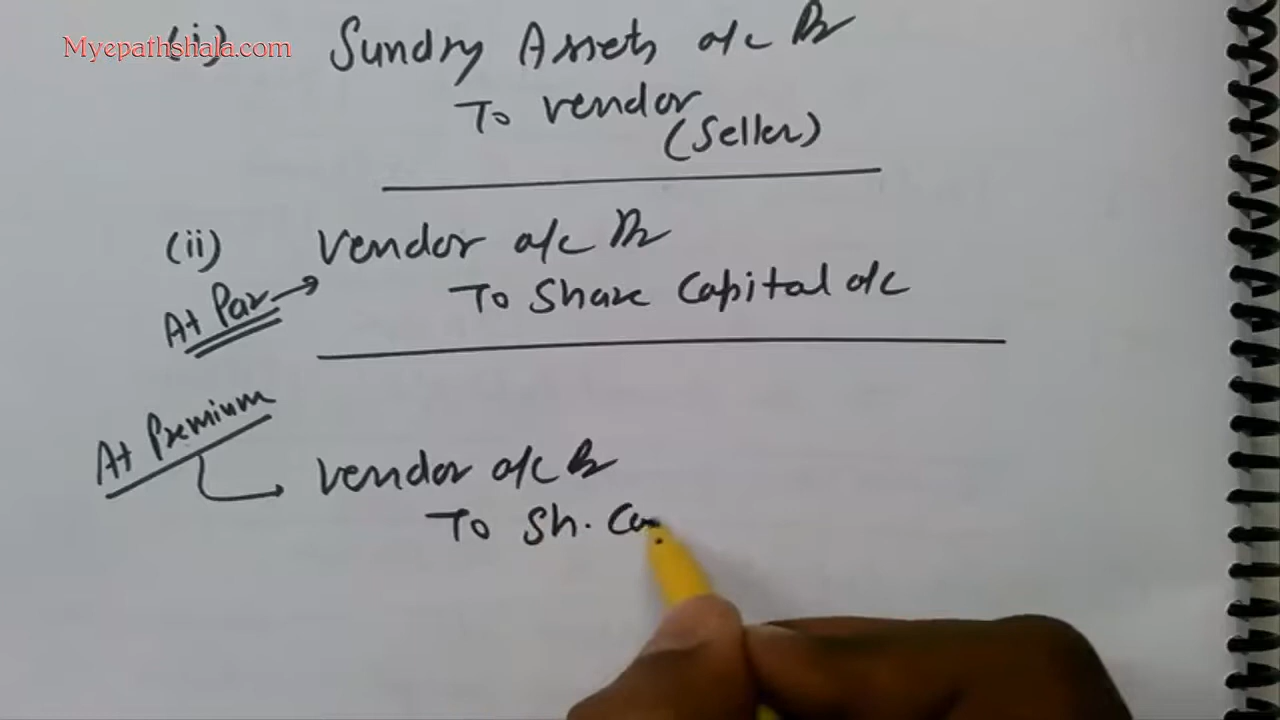 Myepathshala.com
(i) Sundry Assets a/c Dr
To vendor
(Seller)
(ii) Vendor a/c Dr
At Par
To Share Capital a/c
At Premium
Vendor a/c Dr
To Sh. Ca